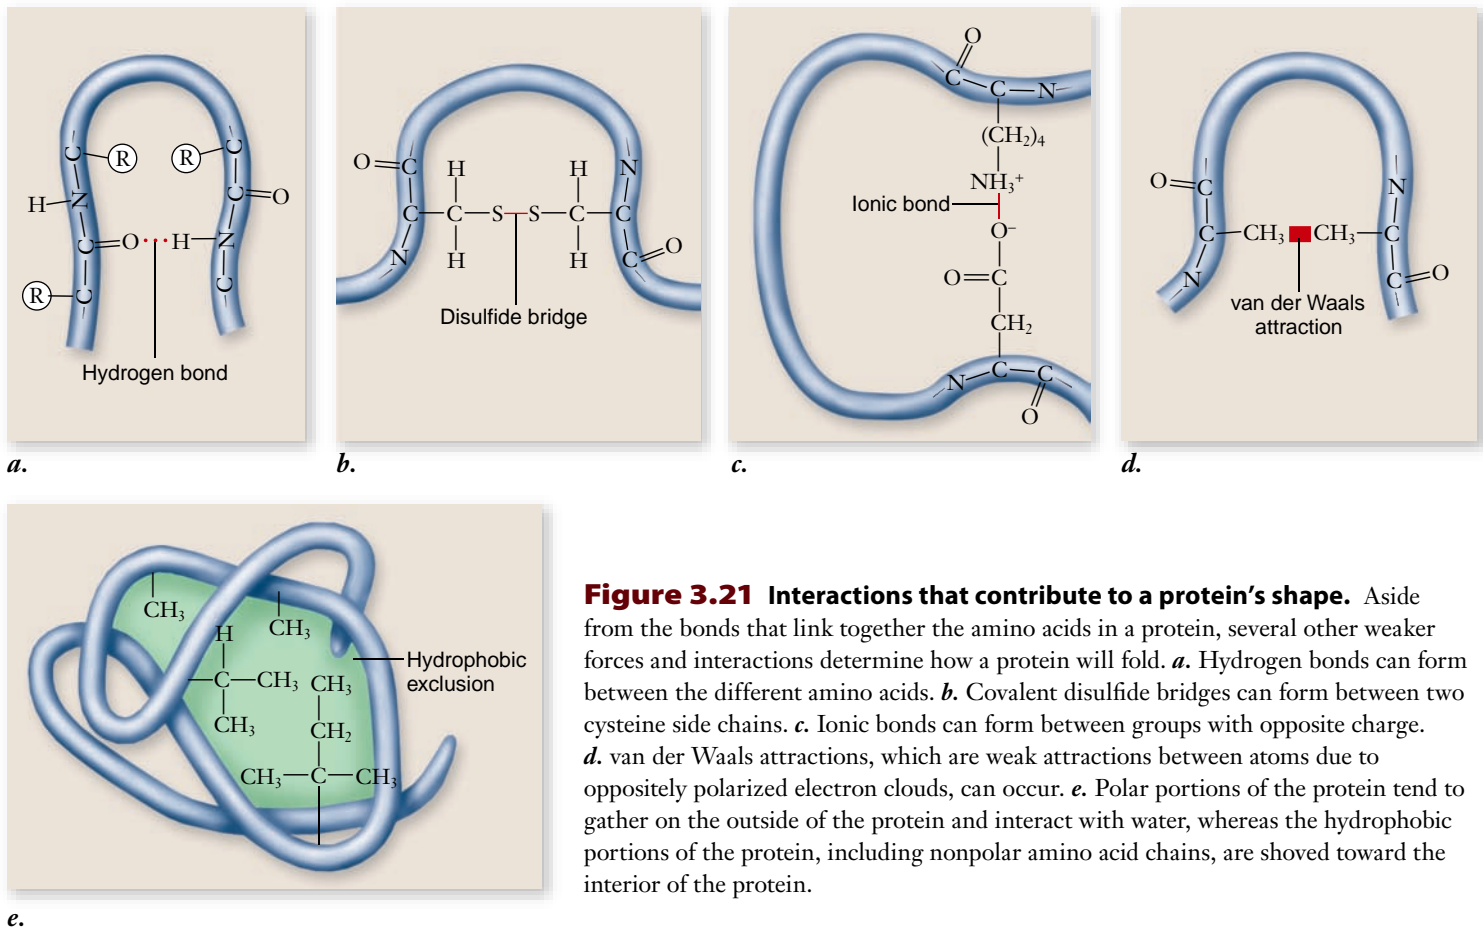 C
R
R
C
H
N
C
O
C
O
H
N
R
C
C
Hydrogen bond
a.
O
C
H
H
N
C
C
S
S
C
C
N
H
H
C
O
Disulfide bridge
b.
O
C
C
N
(CH₂)₄
NH₃⁺
Ionic bond
O⁻
O
C
CH₂
N
C
C
O
c.
O
C
N
C
CH₃
CH₃
C
N
C
O
van der Waals
attraction
d.
CH₃
H
CH₃
C
CH₃
CH₃
CH₃
CH₂
CH₃
C
CH₃
Hydrophobic
exclusion
e.
Figure 3.21 Interactions that contribute to a protein’s shape. Aside
from the bonds that link together the amino acids in a protein, several other weaker
forces and interactions determine how a protein will fold. a. Hydrogen bonds can form
between the different amino acids. b. Covalent disulfide bridges can form between two
cysteine side chains. c. Ionic bonds can form between groups with opposite charge.
d. van der Waals attractions, which are weak attractions between atoms due to
oppositely polarized electron clouds, can occur. e. Polar portions of the protein tend to
gather on the outside of the protein and interact with water, whereas the hydrophobic
portions of the protein, including nonpolar amino acid chains, are shoved toward the
interior of the protein.